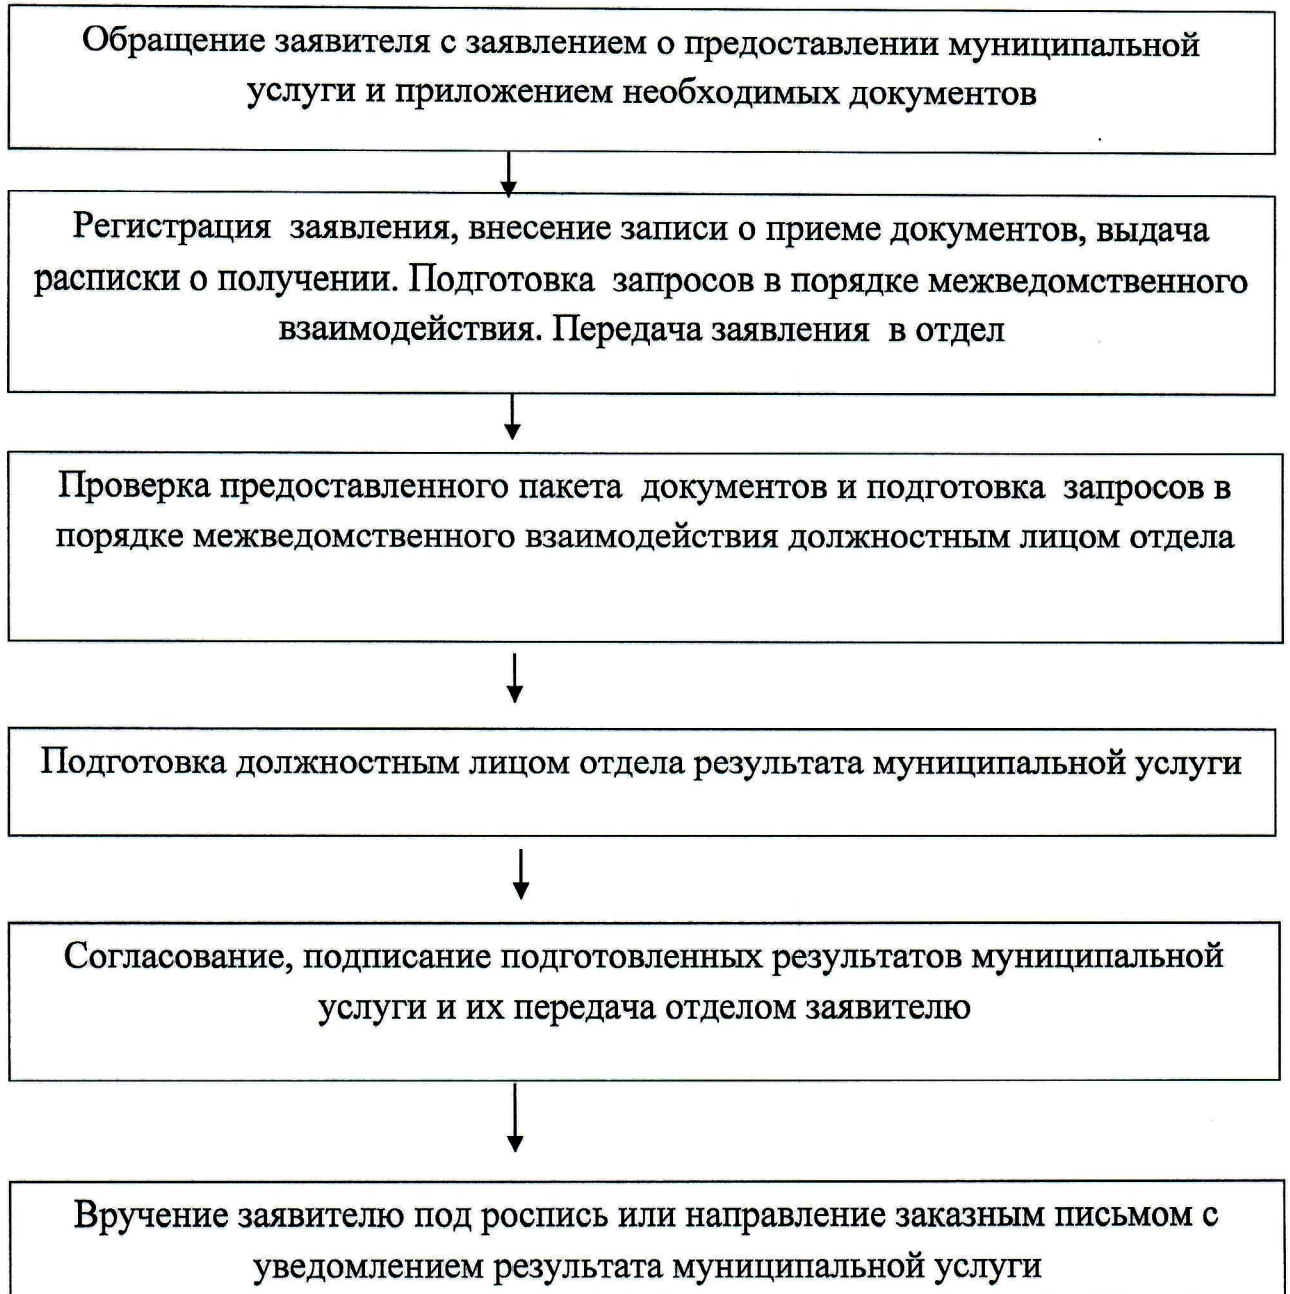 Обращение заявителя с заявлением о предоставлении муниципальной
услуги и приложением необходимых документов
Регистрация заявления, внесение записи о приеме документов, выдача
расписки о получении. Подготовка запросов в порядке межведомственного
взаимодействия. Передача заявления в отдел
Проверка предоставленного пакета документов и подготовка запросов в
порядке межведомственного взаимодействия должностным лицом отдела
Подготовка должностным лицом отдела результата муниципальной услуги
Согласование, подписание подготовленных результатов муниципальной
услуги и их передача отделом заявителю
Вручение заявителю под роспись или направление заказным письмом с
уведомлением результата муниципальной услуги